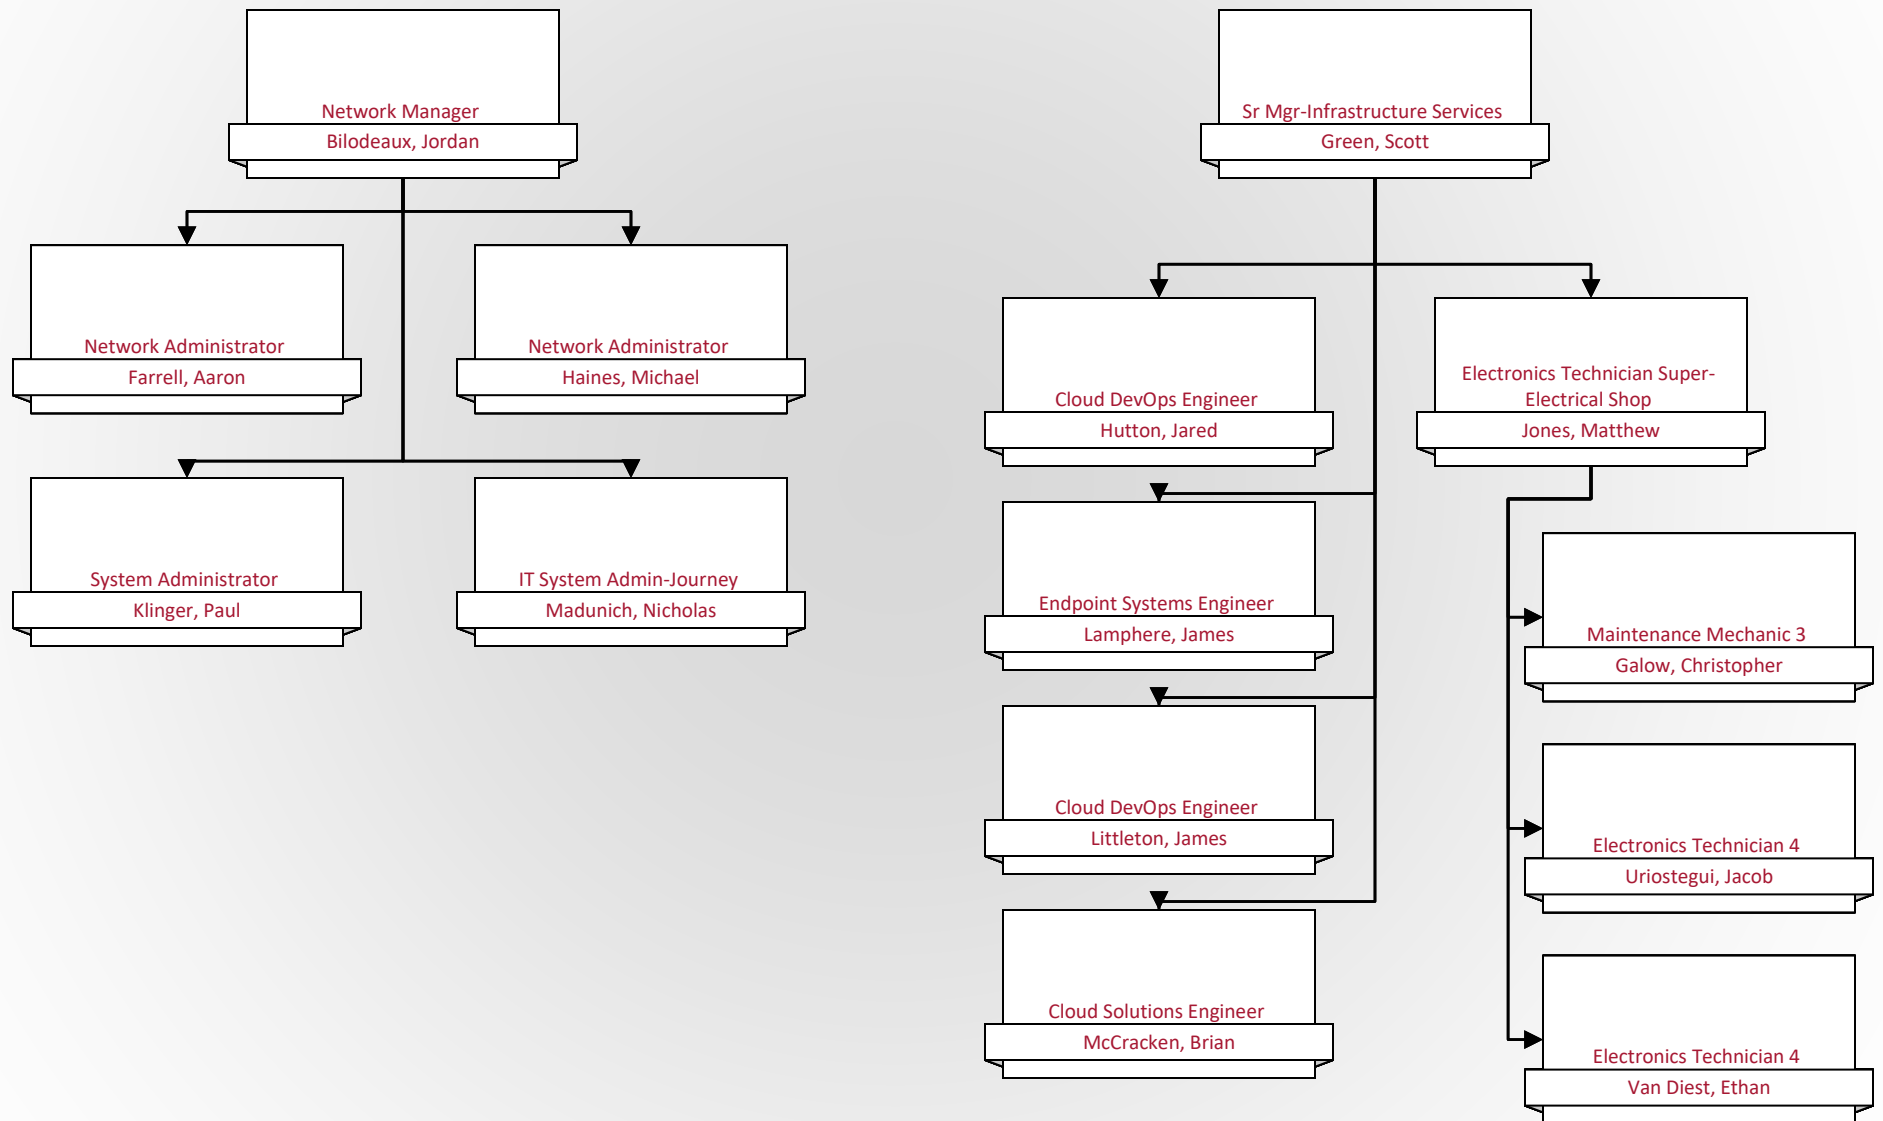 Network Manager
Bilodeaux, Jordan
Network Administrator
Farrell, Aaron
Network Administrator
Haines, Michael
System Administrator
Klinger, Paul
IT System Admin-Journey
Madunich, Nicholas
Sr Mgr-Infrastructure Services
Green, Scott
Cloud DevOps Engineer
Hutton, Jared
Endpoint Systems Engineer
Lamphere, James
Cloud DevOps Engineer
Littleton, James
Cloud Solutions Engineer
McCracken, Brian
Electronics Technician Super-
Electrical Shop
Jones, Matthew
Maintenance Mechanic 3
Galow, Christopher
Electronics Technician 4
Uriostegui, Jacob
Electronics Technician 4
Van Diest, Ethan